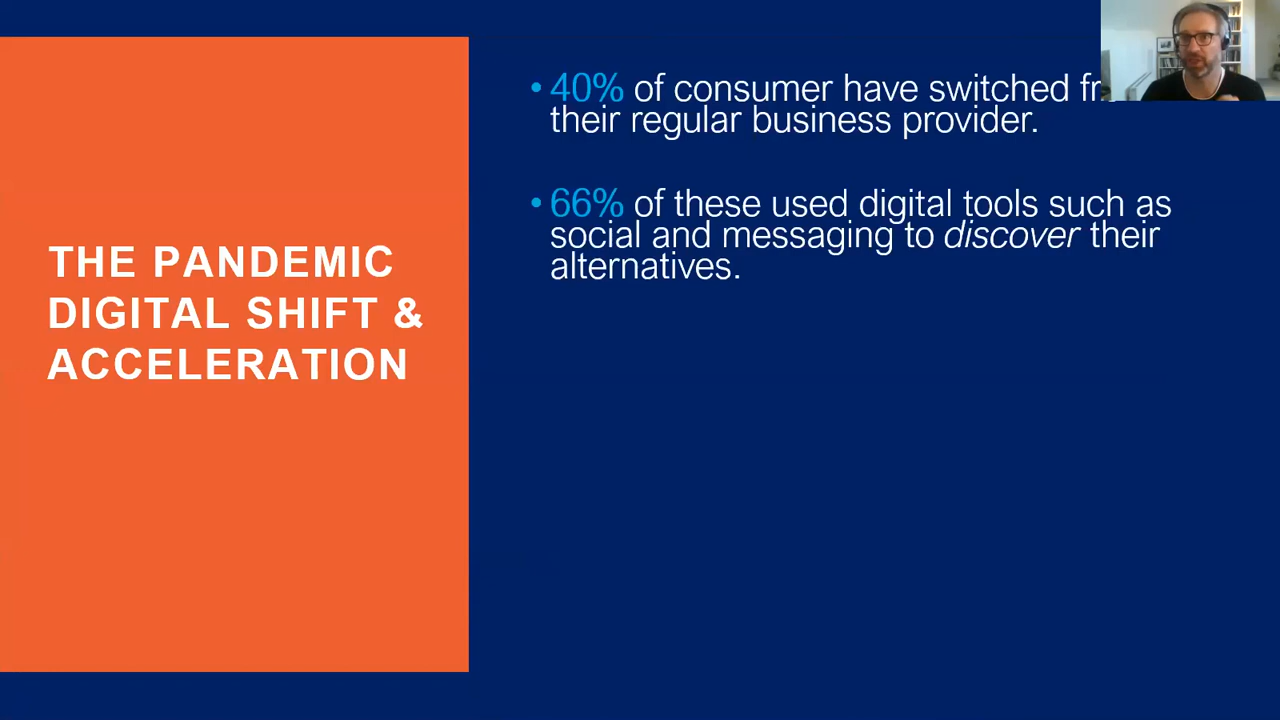 THE PANDEMIC
DIGITAL SHIFT &
ACCELERATION
• 40% of consumer have switched
their regular business provider.
• 66% of these used digital tools such as
social and messaging to discover their
alternatives.